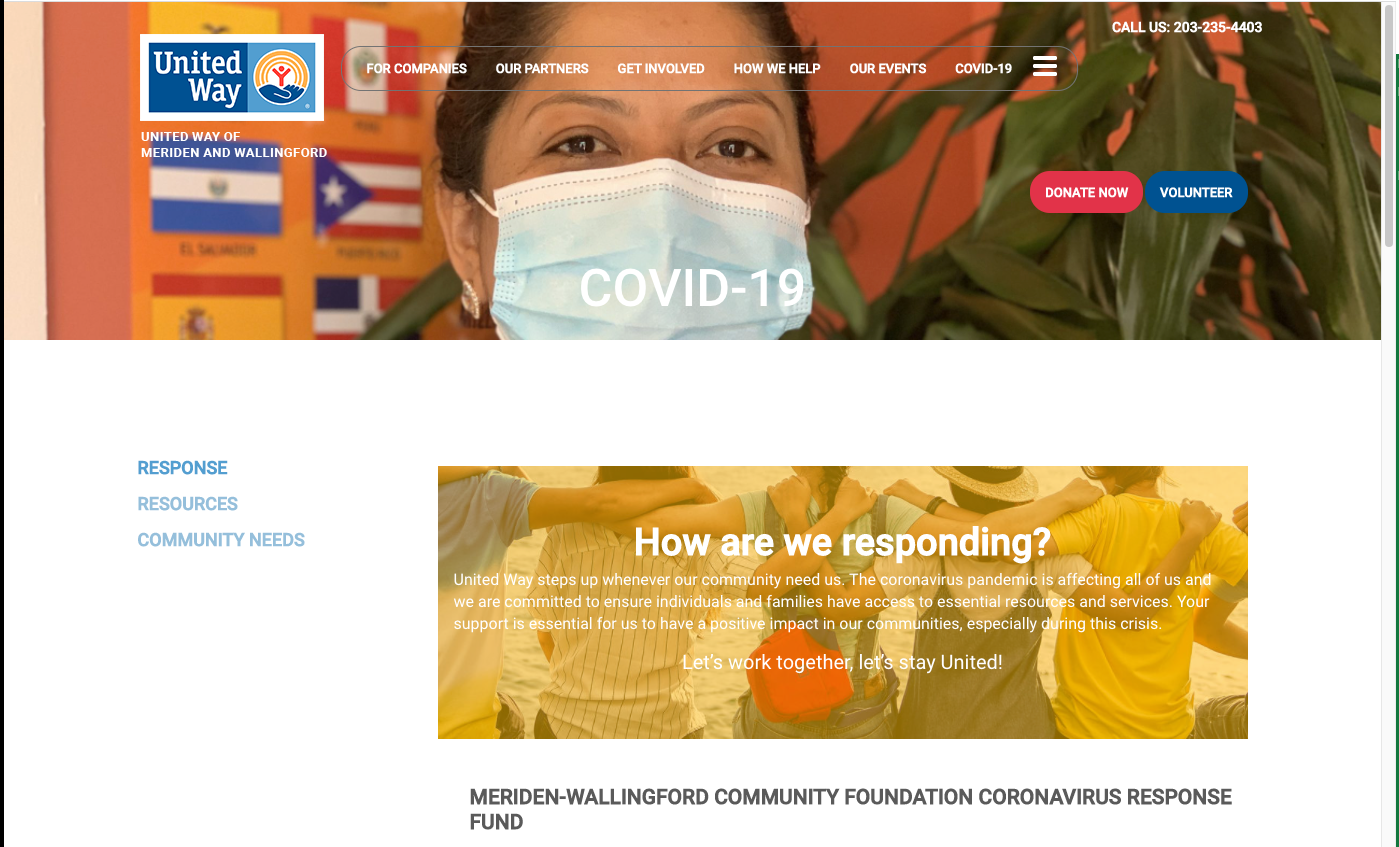 CALL US: 203-235-4403
United
Way
FOR COMPANIES OUR PARTNERS GET INVOLVED HOW WE HELP OUR EVENTS COVID-19
UNITED WAY OF
MERIDEN AND WALLINGFORD
DONATE NOW VOLUNTEER
PERU
EL SALVADOR PUERTO RICO
COVID-19
RESPONSE
RESOURCES
COMMUNITY NEEDS
How are we responding?
United Way steps up whenever our community need us. The coronavirus pandemic is affecting all of us and
we are committed to ensure individuals and families have access to essential resources and services. Your
support is essential for us to have a positive impact in our communities, especially during this crisis.
Let's work together, let's stay United!
MERIDEN-WALLINGFORD COMMUNITY FOUNDATION CORONAVIRUS RESPONSE
FUND